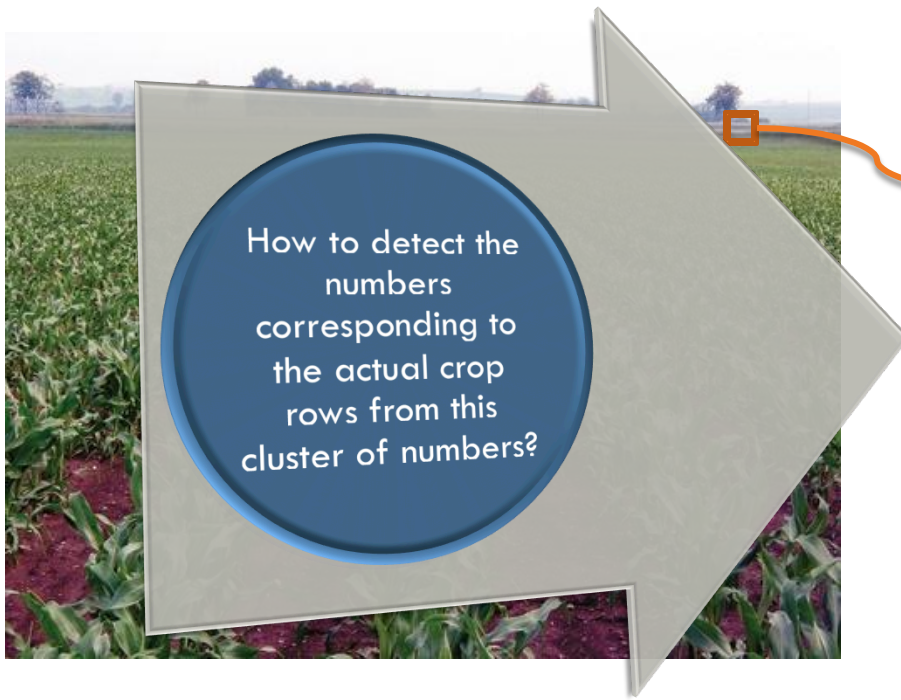 How to detect the
numbers
corresponding to
the actual crop
rows from this
cluster of numbers?